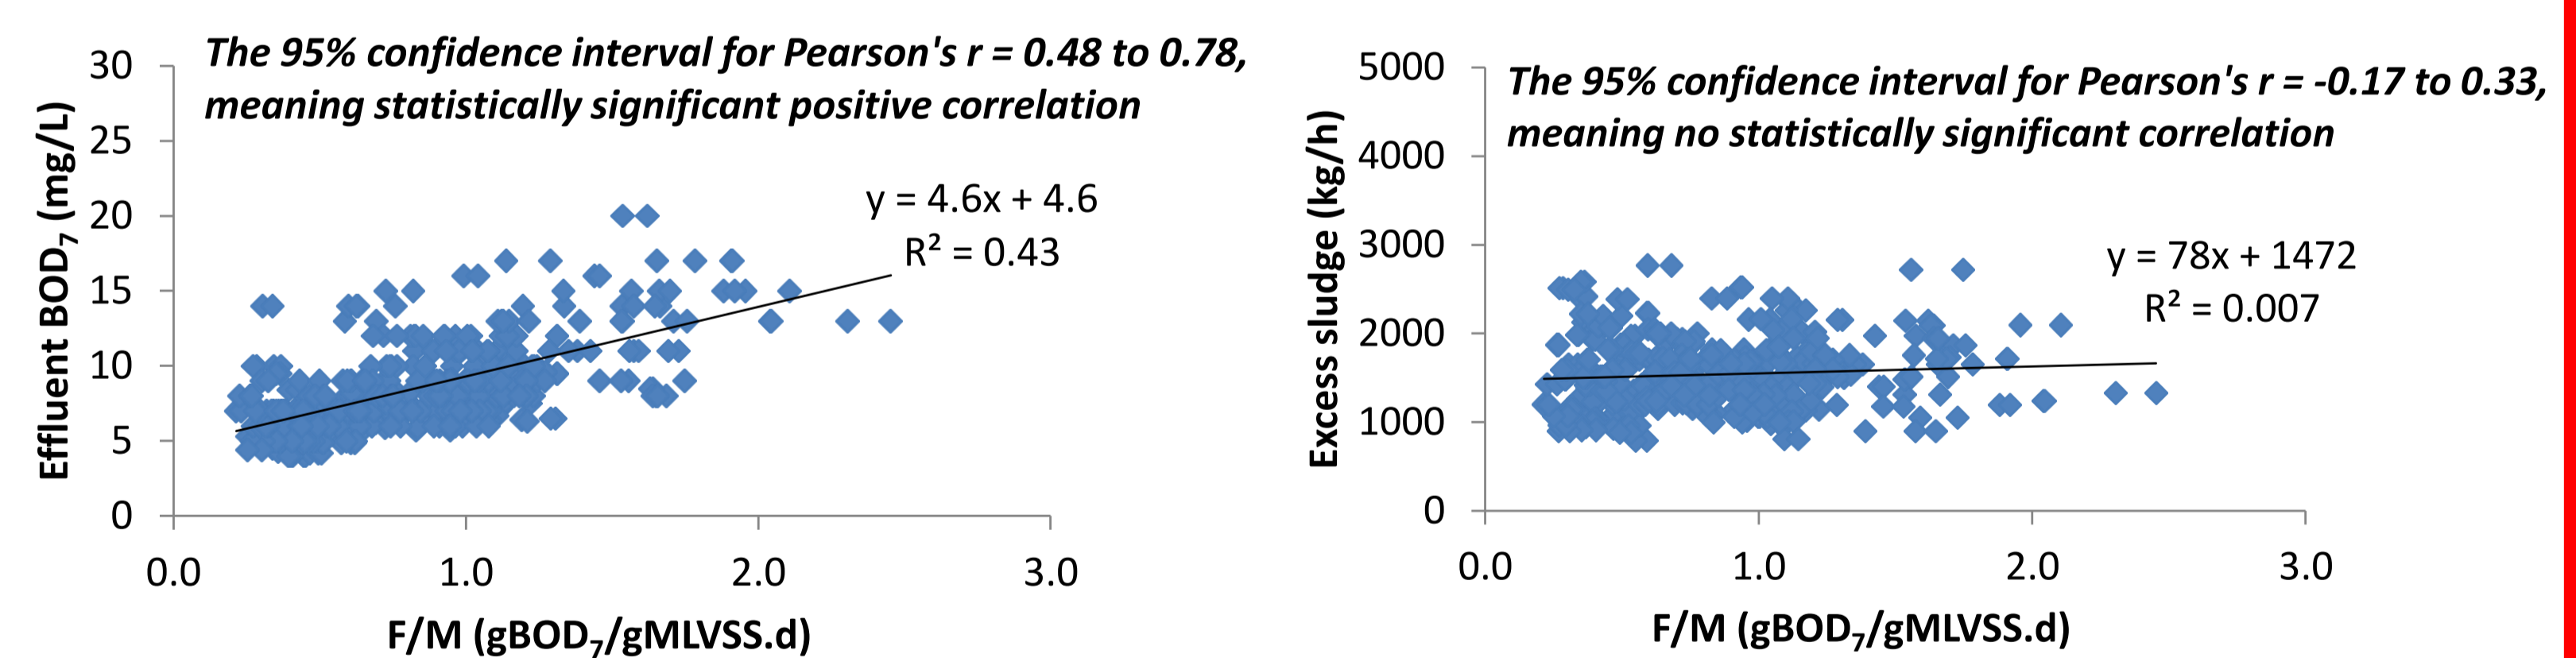 The 95% confidence interval for Pearson's r = 0.48 to 0.78,
meaning statistically significant positive correlation
Effluent BOD₇ (mg/L)
30
25
20
15
10
5
0
y = 4.6x + 4.6
R² = 0.43
0.0 1.0 2.0 3.0
F/M (gBOD₇/gMLVSS.d)
The 95% confidence interval for Pearson's r = -0.17 to 0.33,
meaning no statistically significant correlation
Excess sludge (kg/h)
5000
4000
3000
2000
1000
0
y = 78x + 1472
R² = 0.007
0.0 1.0 2.0 3.0
F/M (gBOD₇/gMLVSS.d)